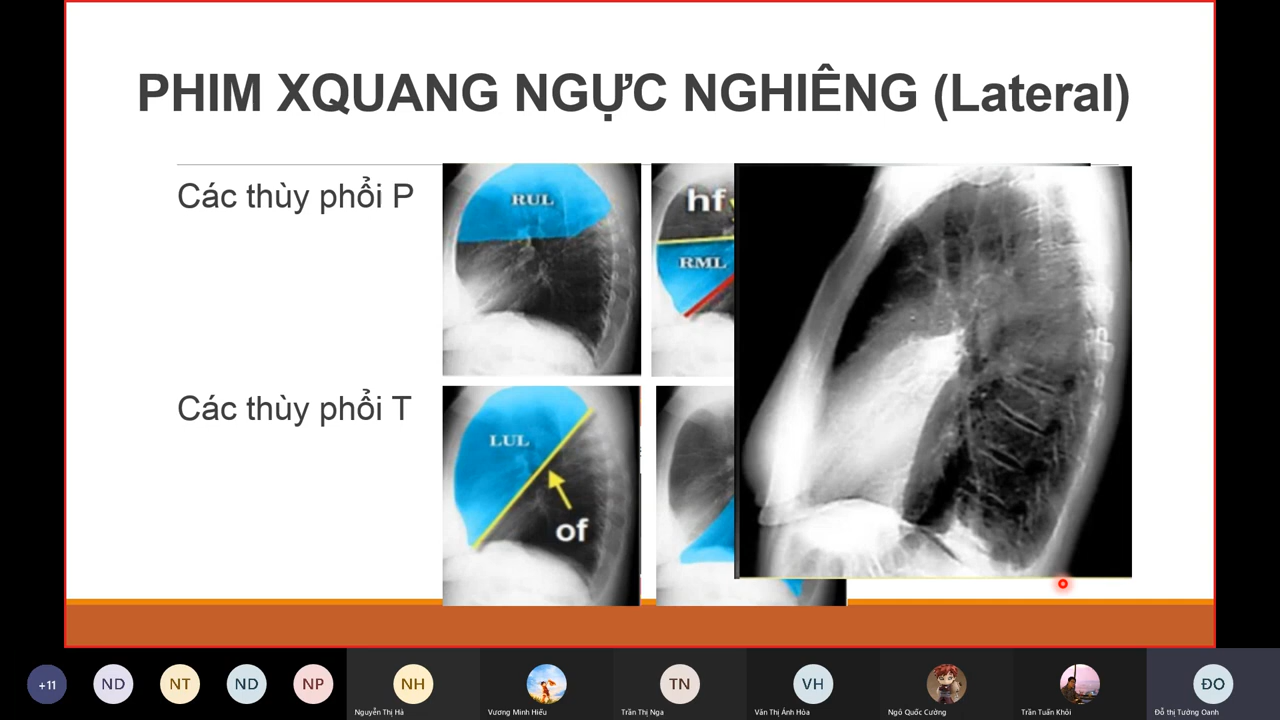 PHIM XQUANG NGỰC NGHIÊNG (Lateral)
Các thùy phổi P
RUL
hf
RML
Các thùy phổi T
LUL
of
+11
ND
NT
ND
NP
NH
TN
VH
ĐO
Nguyễn Thị Hà
Vương Minh Hiếu
Trần Thị Nga
Văn Thị Ánh Hòa
Ngô Quốc Cường
Trần Tuấn Khôi
Đỗ thị Tường Oanh